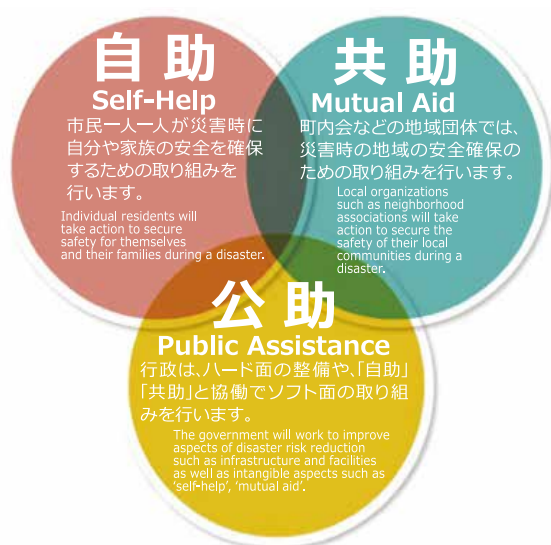 自助
Self-Help
市民一人一人が災害時に
自分や家族の安全を確保
するための取り組みを
行います。
Individual residents will
take action to secure
safety for themselves
and their families during a disaster.
共助
Mutual Aid
町内会などの地域団体では、
災害時の地域の安全確保の
ための取り組みを行います。
Local organizations
such as neighborhood
associations will take
action to secure the
safety of their local
communities during a
disaster.
公助
Public Assistance
行政は、ハード面の整備や、「自助」
「共助」と協働でソフト面の取り組
みを行います。
The government will work to improve
aspects of disaster risk reduction
such as infrastructure and facilities
as well as intangible aspects such as
'self-help', 'mutual aid'.